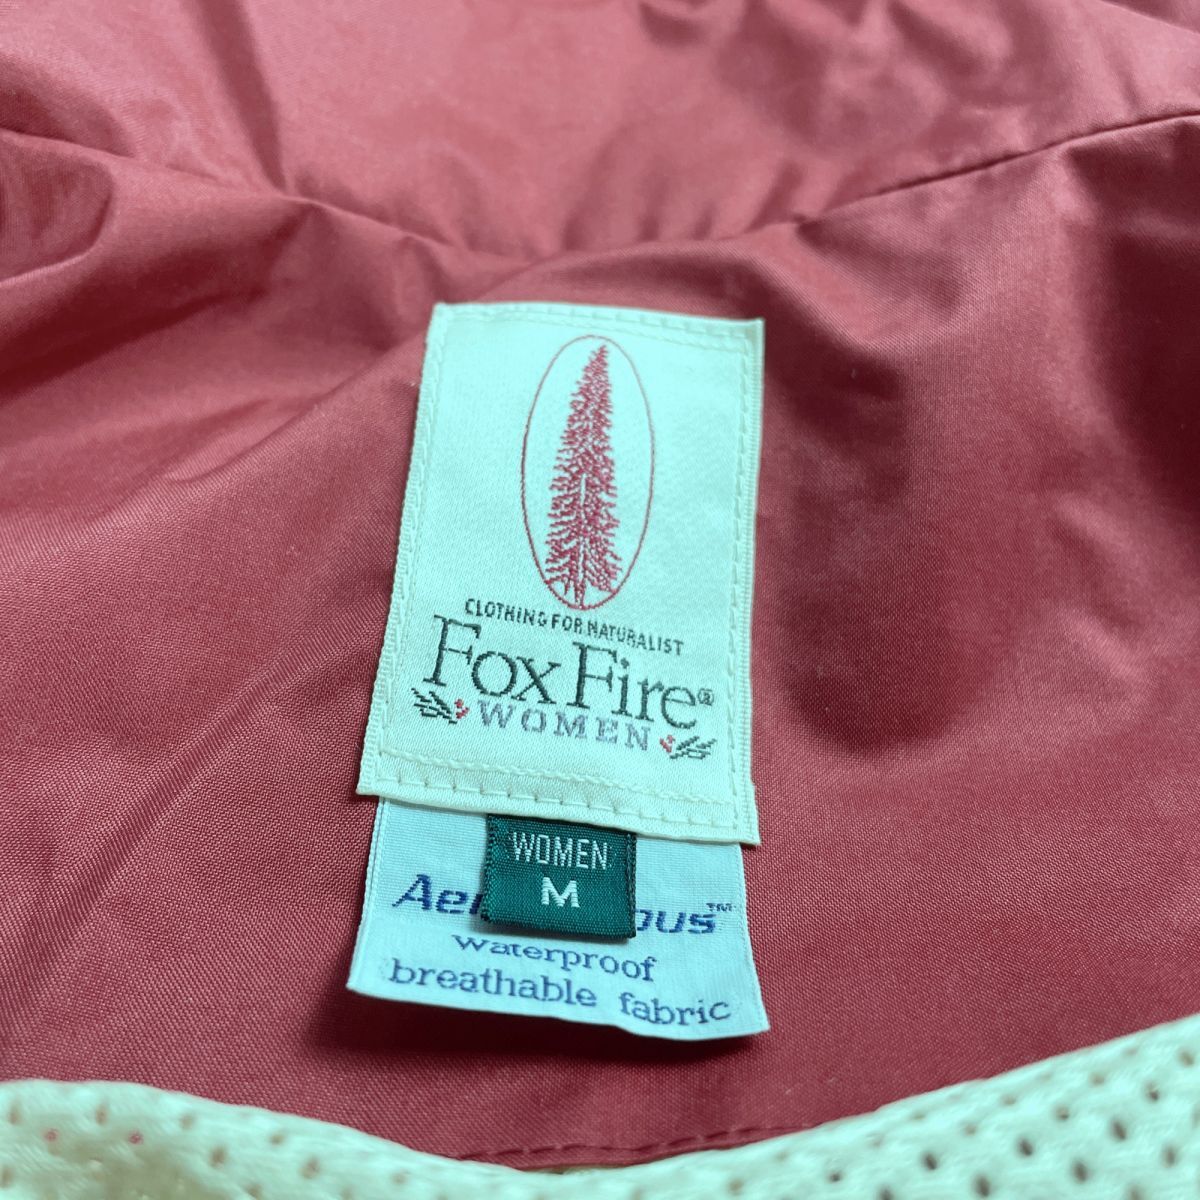 CLOTHING FOR NATURALIST
FoxFire®
WOMEN
WOMEN
M
waterproof
breathable fabric